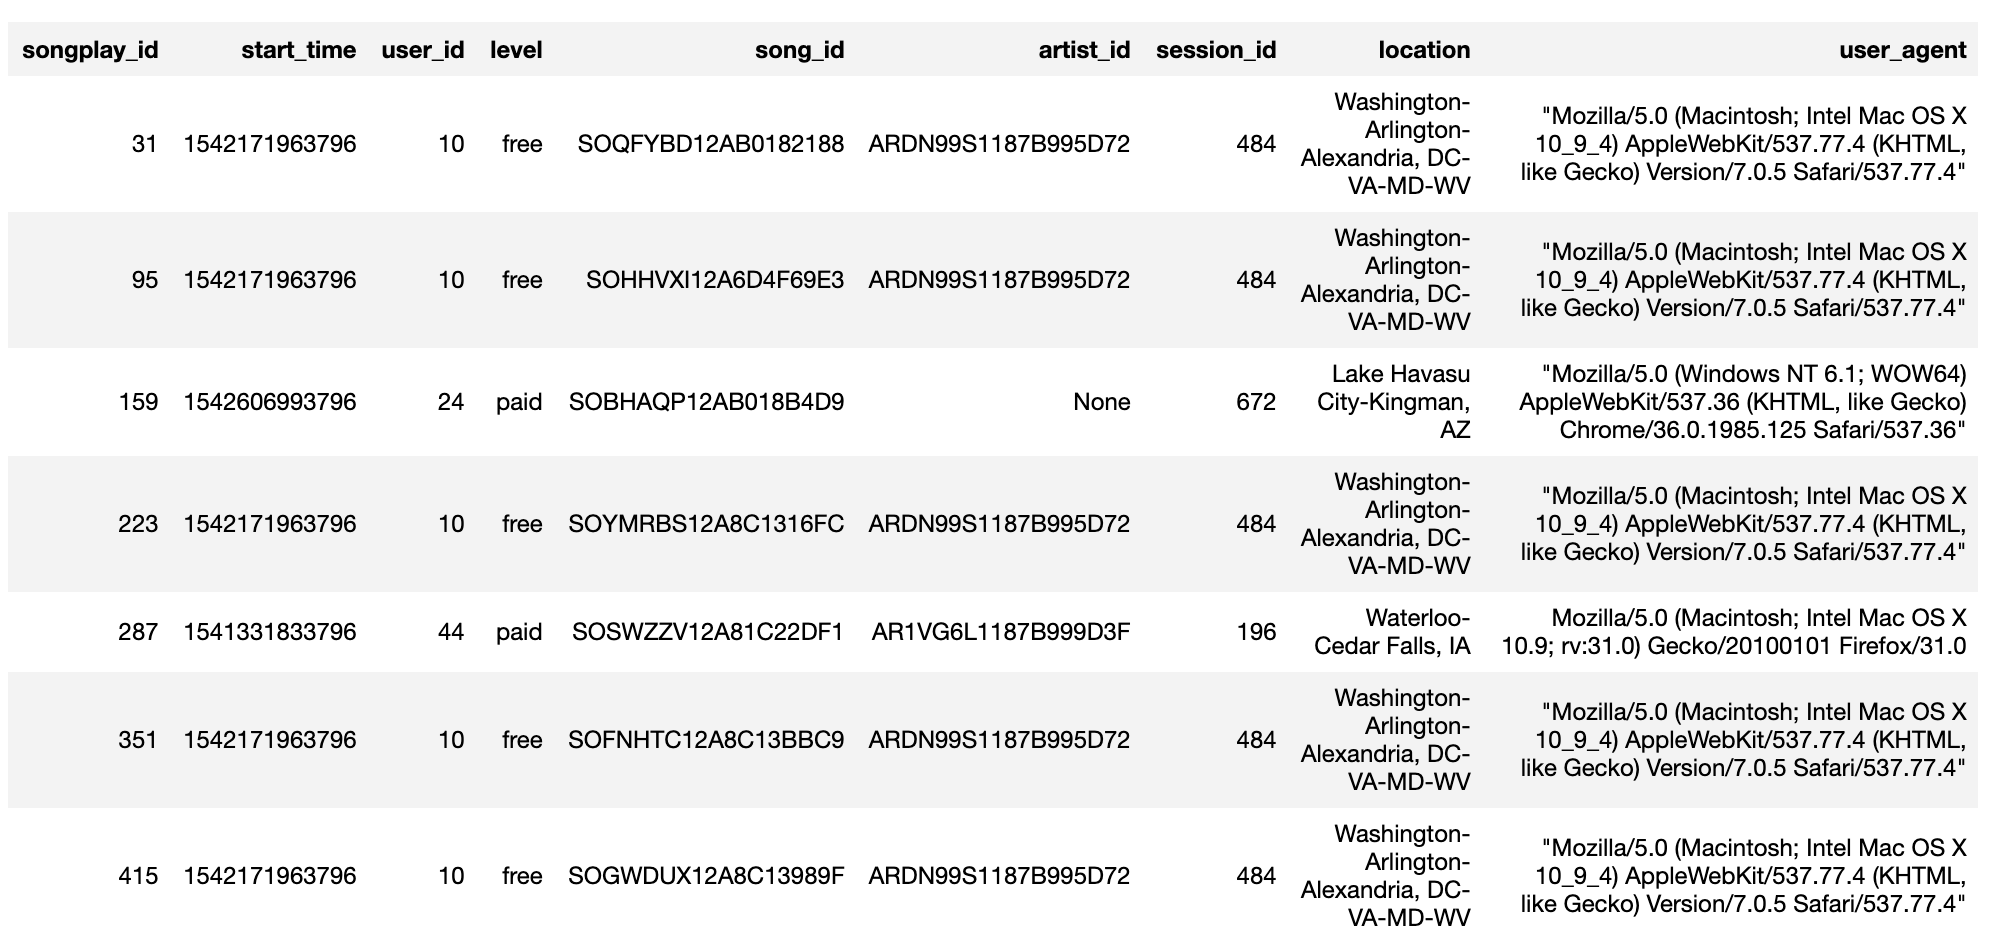 songplay_id start_time user_id level song_id artist_id session_id location user_agent
31 1542171963796 10 free SOQFYBD12AB0182188 ARDN99S1187B995D72 484 Washington-
Arlington-
Alexandria, DC-
VA-MD-WV "Mozilla/5.0 (Macintosh; Intel Mac OS X
10_9_4) AppleWebKit/537.77.4 (KHTML,
like Gecko) Version/7.0.5 Safari/537.77.4"
95 1542171963796 10 free SOHHVXI12A6D4F69E3 ARDN99S1187B995D72 484 Washington-
Arlington-
Alexandria, DC-
VA-MD-WV "Mozilla/5.0 (Macintosh; Intel Mac OS X
10_9_4) AppleWebKit/537.77.4 (KHTML,
like Gecko) Version/7.0.5 Safari/537.77.4"
159 1542606993796 24 paid SOBHAQP12AB018B4D9 None 672 Lake Havasu
City-Kingman,
AZ "Mozilla/5.0 (Windows NT 6.1; WOW64)
AppleWebKit/537.36 (KHTML, like Gecko)
Chrome/36.0.1985.125 Safari/537.36"
223 1542171963796 10 free SOYMRBS12A8C1316FC ARDN99S1187B995D72 484 Washington-
Arlington-
Alexandria, DC-
VA-MD-WV "Mozilla/5.0 (Macintosh; Intel Mac OS X
10_9_4) AppleWebKit/537.77.4 (KHTML,
like Gecko) Version/7.0.5 Safari/537.77.4"
287 1541331833796 44 paid SOSWZZV12A81C22DF1 AR1VG6L1187B999D3F 196 Waterloo-
Cedar Falls, IA Mozilla/5.0 (Macintosh; Intel Mac OS X
10.9; rv:31.0) Gecko/20100101 Firefox/31.0
351 1542171963796 10 free SOFNHTC12A8C13BBC9 ARDN99S1187B995D72 484 Washington-
Arlington-
Alexandria, DC-
VA-MD-WV "Mozilla/5.0 (Macintosh; Intel Mac OS X
10_9_4) AppleWebKit/537.77.4 (KHTML,
like Gecko) Version/7.0.5 Safari/537.77.4"
415 1542171963796 10 free SOGWDUX12A8C13989F ARDN99S1187B995D72 484 Washington-
Arlington-
Alexandria, DC-
VA-MD-WV "Mozilla/5.0 (Macintosh; Intel Mac OS X
10_9_4) AppleWebKit/537.77.4 (KHTML,
like Gecko) Version/7.0.5 Safari/537.77.4"